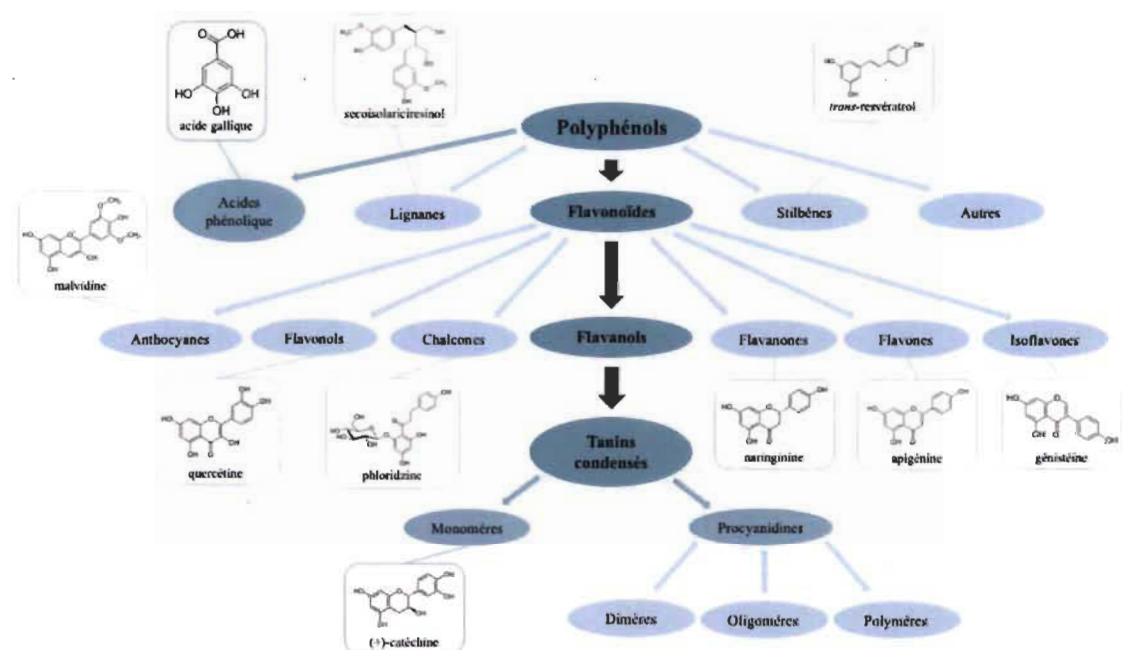 acide gallique
secoisolariciresinol
trans-resvératrol
Polyphénols
Acides
phénolique
Lignanes
Flavonoïdes
Stilbènes
Autres
malvidine
Anthocyanes
Flavonols
Chalcones
Flavanols
Flavanones
Flavones
Isoflavones
quercétine
phloridzine
Tanins
condensés
naringinine
apigénine
génistéine
Monomères
Procyanidines
(+)-catéchine
Dimères
Oligomères
Polymères